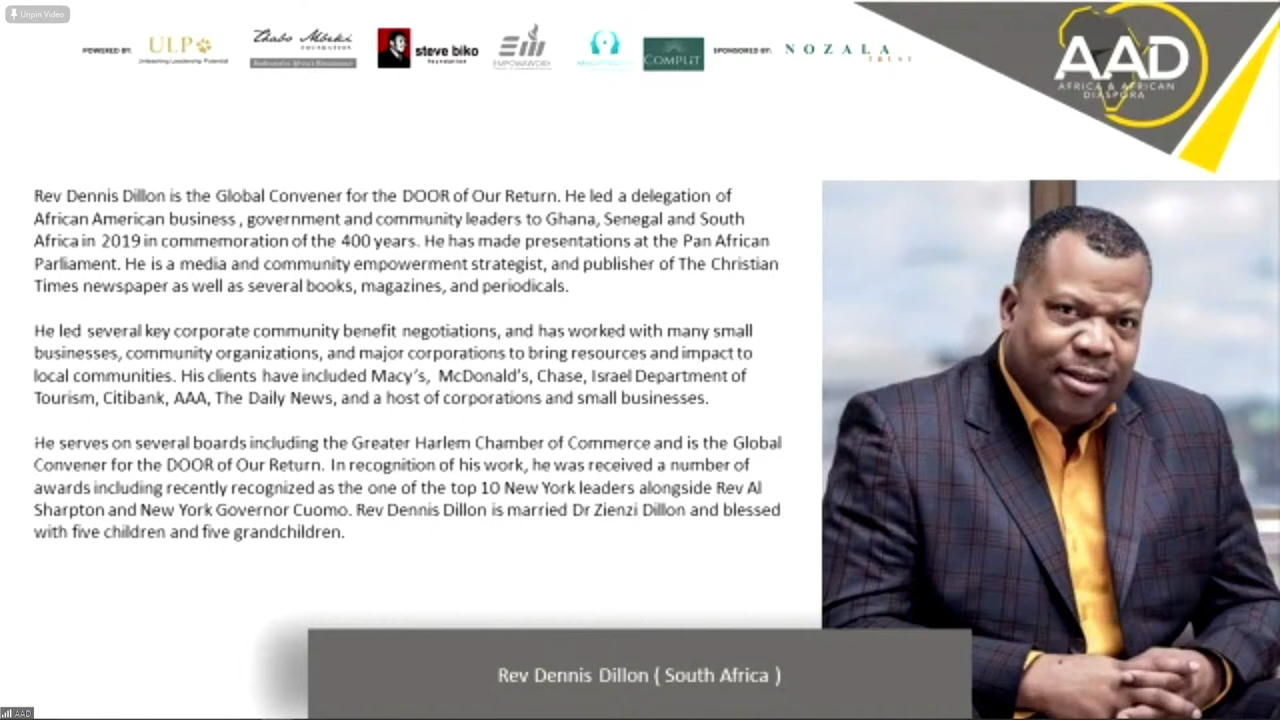 Unpin Video
POWERED BY:
ULP
Unleashing Leadership Potential
Thabo Mbeki
FOUNDATION
steve biko
foundation
EMPOWAWORX
COMPLiT
SPONSORED BY:
NOZALA
TRUST
AAD
AFRICA & AFRICAN
DIASPORA
Rev Dennis Dillon is the Global Convener for the DOOR of Our Return. He led a delegation of
African American business , government and community leaders to Ghana, Senegal and South
Africa in 2019 in commemoration of the 400 years. He has made presentations at the Pan African
Parliament. He is a media and community empowerment strategist, and publisher of The Christian
Times newspaper as well as several books, magazines, and periodicals.
He led several key corporate community benefit negotiations, and has worked with many small
businesses, community organizations, and major corporations to bring resources and impact to
local communities. His clients have included Macy's, McDonald's, Chase, Israel Department of
Tourism, Citibank, AAA, The Daily News, and a host of corporations and small businesses.
He serves on several boards including the Greater Harlem Chamber of Commerce and is the Global
Convener for the DOOR of Our Return. In recognition of his work, he was received a number of
awards including recently recognized as the one of the top 10 New York leaders alongside Rev Al
Sharpton and New York Governor Cuomo. Rev Dennis Dillon is married Dr Zienzi Dillon and blessed
with five children and five grandchildren.
Rev Dennis Dillon ( South Africa )
AAD